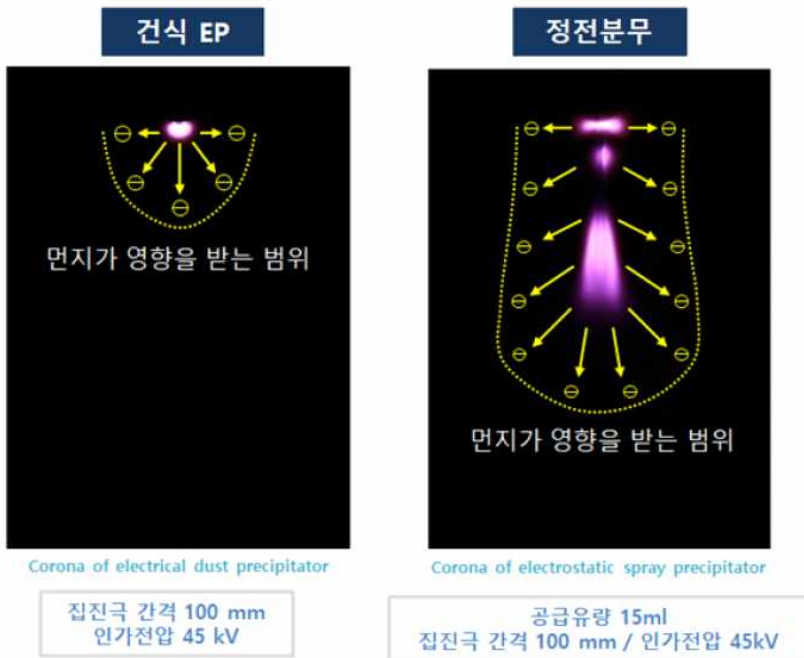 건식 EP
정전분무
⊖ ⊖
⊖ ⊖
⊖
먼지가 영향을 받는 범위
⊖ ⊖
⊖ ⊖
⊖ ⊖
⊖ ⊖
⊖ ⊖
⊖ ⊖
먼지가 영향을 받는 범위
Corona of electrical dust precipitator
Corona of electrostatic spray precipitator
집진극 간격 100 mm
인가전압 45 kV
공급유량 15ml
집진극 간격 100 mm / 인가전압 45kV